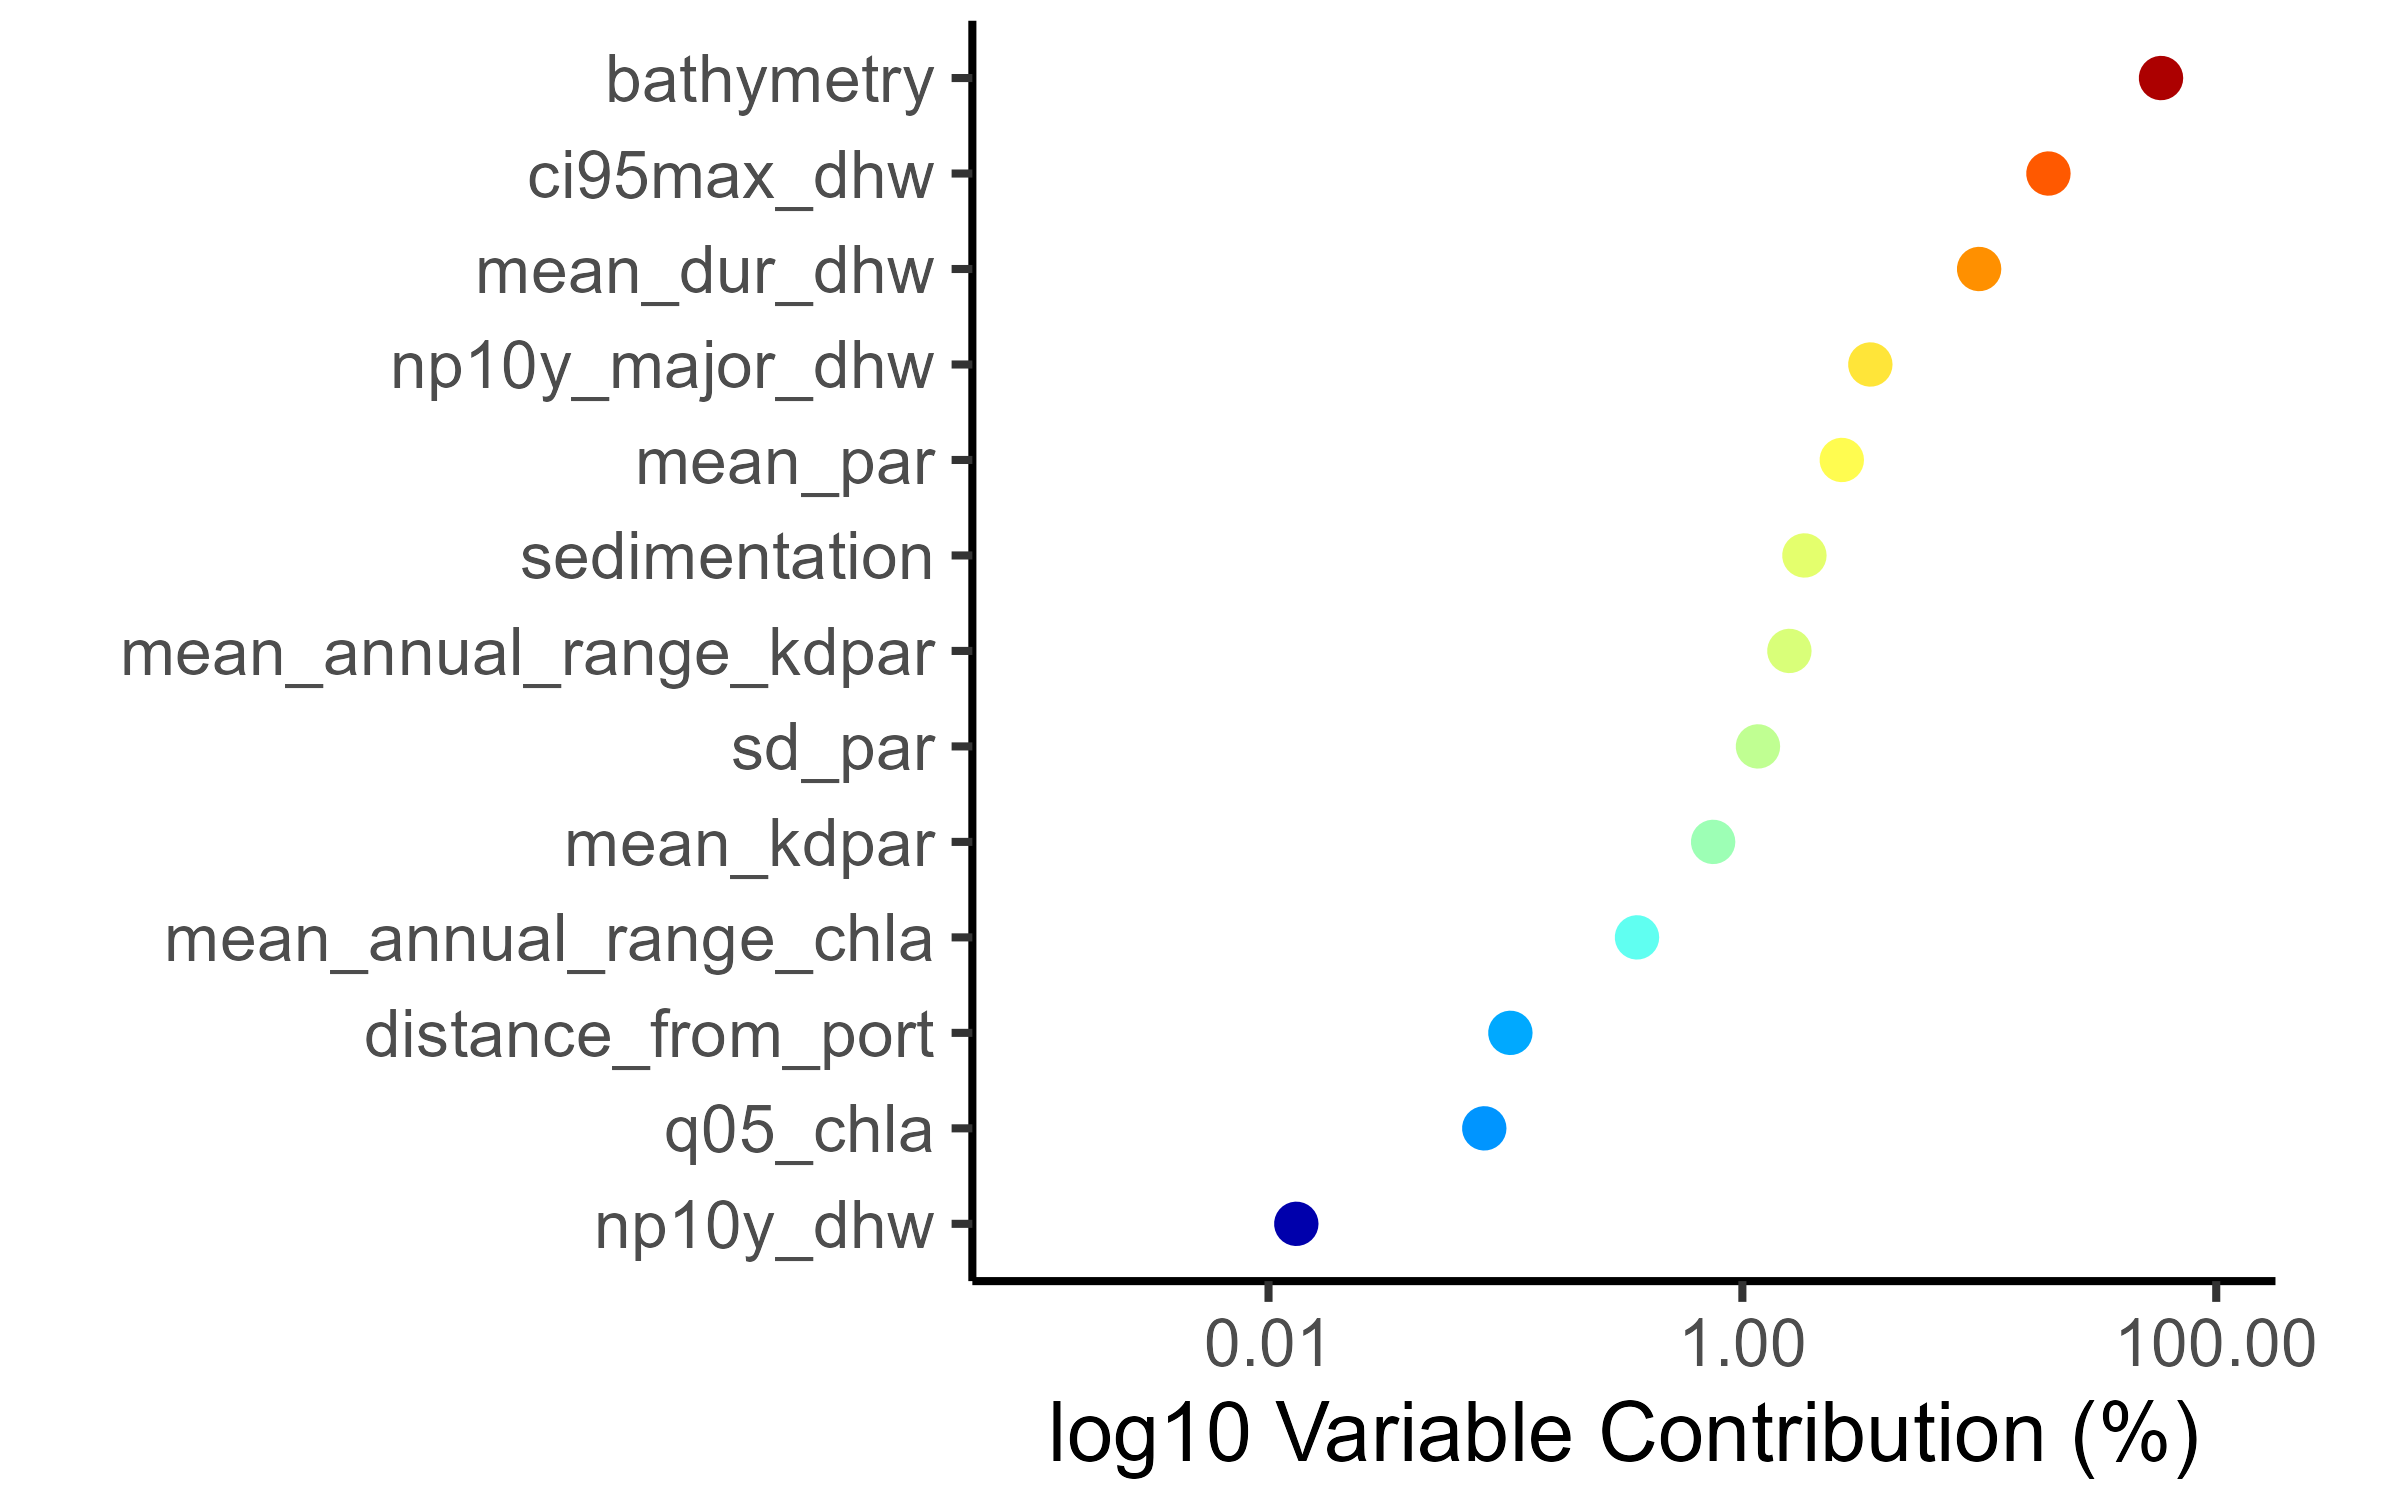 bathymetry
ci95max_dhw
mean_dur_dhw
np10y_major_dhw
mean_par
sedimentation
mean_annual_range_kdpar
sd_par
mean_kdpar
mean_annual_range_chla
distance_from_port
q05_chla
np10y_dhw
0.01 1.00 100.00
log10 Variable Contribution (%)